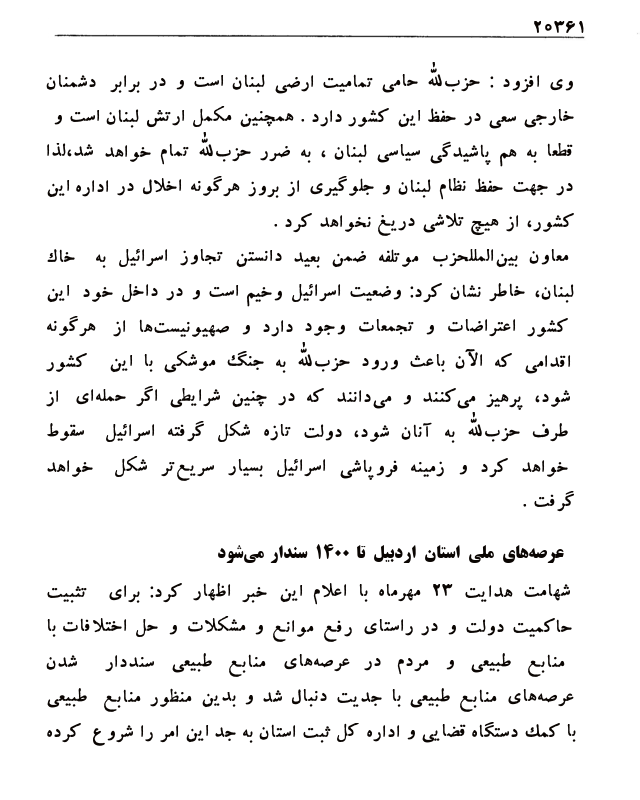 ۲۰۳۶۱
وی افزود : حزب‌الله حامی تمامیت ارضی لبنان است و در برابر دشمنان
خارجی سعی در حفظ این کشور دارد . همچنین مکمل ارتش لبنان است و
قطعا به هم پاشیدگی سیاسی لبنان ، به ضرر حزب‌الله تمام خواهد شد،لذا
در جهت حفظ نظام لبنان و جلوگیری از بروز هرگونه اخلال در اداره این
کشور، از هیچ تلاشی دریغ نخواهد کرد .
معاون بین‌المللحزب موتلفه ضمن بعید دانستن تجاوز اسرائیل به خاك
لبنان، خاطر نشان کرد: وضعیت اسرائیل وخیم است و در داخل خود این
کشور اعتراضات و تجمعات وجود دارد و صهیونیست‌ها از هرگونه
اقدامی که الآن باعث ورود حزب‌الله به جنگ موشکی با این کشور
شود، پرهیز می‌کنند و می‌دانند که در چنین شرایطی اگر حمله‌ای از
طرف حزب‌الله به آنان شود، دولت تازه شکل گرفته اسرائیل سقوط
خواهد کرد و زمینه فروپاشی اسرائیل بسیار سریع‌تر شکل خواهد
گرفت .
عرصه‌های ملی استان اردبیل تا ۱۴۰۰ سندار می‌شود
شهامت هدایت ۲۳ مهرماه با اعلام این خبر اظهار کرد: برای تثبیت
حاکمیت دولت و در راستای رفع موانع و مشکلات و حل اختلافات با
منابع طبیعی و مردم در عرصه‌های منابع طبیعی سنددار شدن
عرصه‌های منابع طبیعی با جدیت دنبال شد و بدین منظور منابع طبیعی
با کمك دستگاه قضایی و اداره کل ثبت استان به جد این امر را شروع کرده